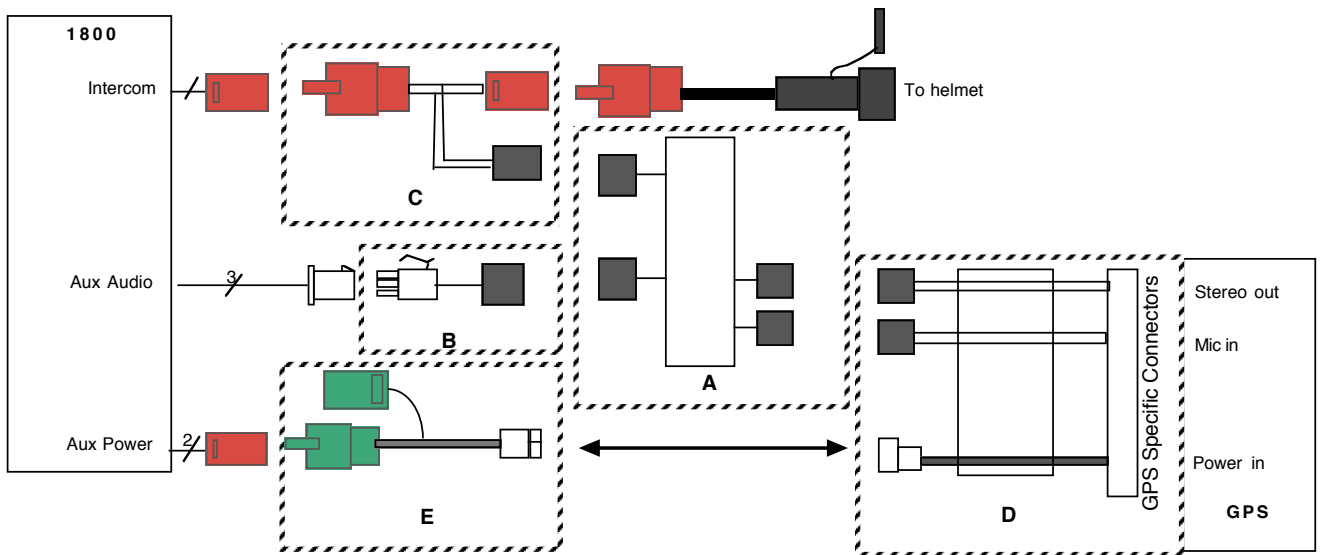 1800
Intercom
To helmet
C
Aux Audio
3
B
A
Stereo out
Mic in
GPS Specific Connectors
Aux Power
2
E
D
Power in
GPS